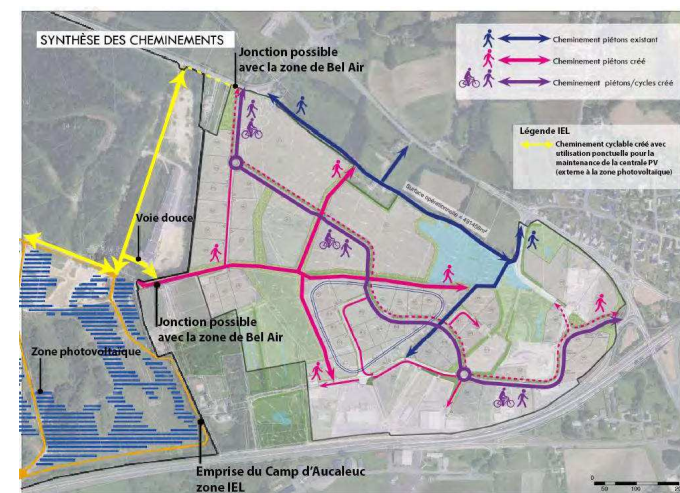 SYNTHÈSE DES CHEMINEMENTS
Jonction possible
avec la zone de Bel Air
Cheminement piétons existant
Cheminement piétons créé
Cheminement piétons/cycles créé
Légende IEL
Cheminement cyclable créé avec
utilisation ponctuelle pour la
maintenance de la centrale PV
(externe à la zone photovoltaïque)
Voie douce
Jonction possible
avec la zone de Bel Air
Zone photovoltaïque
Emprise du Camp d'Aucaleuc
zone IEL
0
50
100